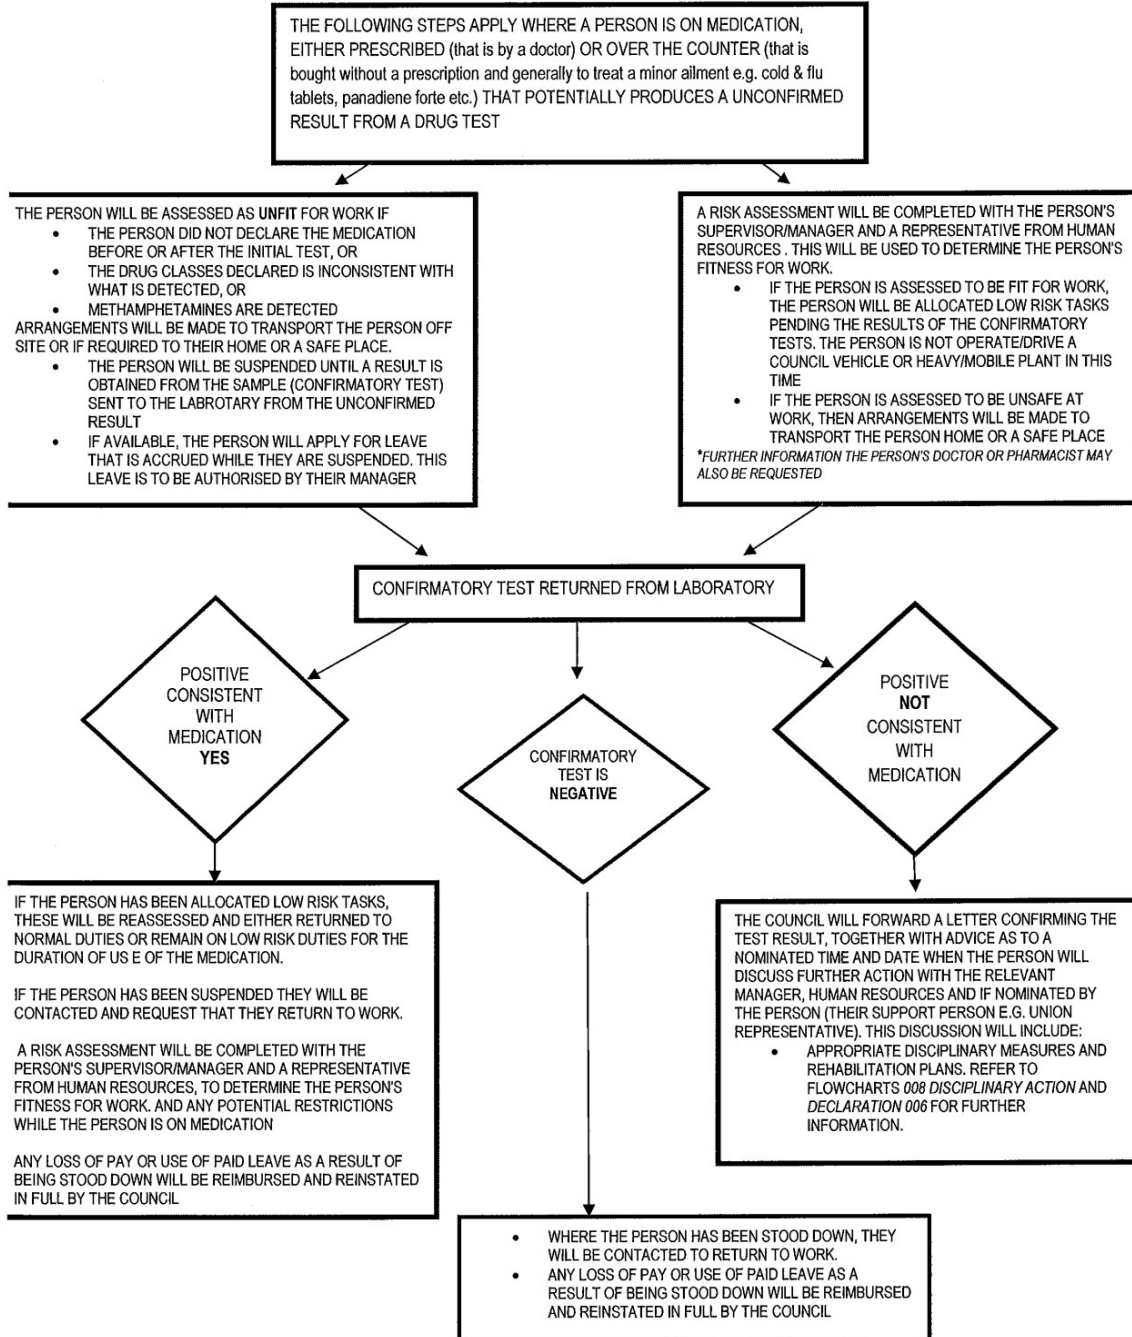 THE FOLLOWING STEPS APPLY WHERE A PERSON IS ON MEDICATION,
EITHER PRESCRIBED (that is by a doctor) OR OVER THE COUNTER (that is
bought without a prescription and generally to treat a minor ailment e.g. cold & flu
tablets, panadiene forte etc.) THAT POTENTIALLY PRODUCES A UNCONFIRMED
RESULT FROM A DRUG TEST
THE PERSON WILL BE ASSESSED AS UNFIT FOR WORK IF
• THE PERSON DID NOT DECLARE THE MEDICATION
BEFORE OR AFTER THE INITIAL TEST, OR
• THE DRUG CLASSES DECLARED IS INCONSISTENT WITH
WHAT IS DETECTED, OR
• METHAMPHETAMINES ARE DETECTED
ARRANGEMENTS WILL BE MADE TO TRANSPORT THE PERSON OFF
SITE OR IF REQUIRED TO THEIR HOME OR A SAFE PLACE.
• THE PERSON WILL BE SUSPENDED UNTIL A RESULT IS
OBTAINED FROM THE SAMPLE (CONFIRMATORY TEST)
SENT TO THE LABROTARY FROM THE UNCONFIRMED
RESULT
• IF AVAILABLE, THE PERSON WILL APPLY FOR LEAVE
THAT IS ACCRUED WHILE THEY ARE SUSPENDED. THIS
LEAVE IS TO BE AUTHORISED BY THEIR MANAGER
A RISK ASSESSMENT WILL BE COMPLETED WITH THE PERSON'S
SUPERVISOR/MANAGER AND A REPRESENTATIVE FROM HUMAN
RESOURCES . THIS WILL BE USED TO DETERMINE THE PERSON'S
FITNESS FOR WORK.
• IF THE PERSON IS ASSESSED TO BE FIT FOR WORK,
THE PERSON WILL BE ALLOCATED LOW RISK TASKS
PENDING THE RESULTS OF THE CONFIRMATORY
TESTS. THE PERSON IS NOT OPERATE/DRIVE A
COUNCIL VEHICLE OR HEAVY/MOBILE PLANT IN THIS
TIME
• IF THE PERSON IS ASSESSED TO BE UNSAFE AT
WORK, THEN ARRANGEMENTS WILL BE MADE TO
TRANSPORT THE PERSON HOME OR A SAFE PLACE
*FURTHER INFORMATION THE PERSON'S DOCTOR OR PHARMACIST MAY
ALSO BE REQUESTED
CONFIRMATORY TEST RETURNED FROM LABORATORY
POSITIVE
CONSISTENT
WITH
MEDICATION
YES
CONFIRMATORY
TEST IS
NEGATIVE
POSITIVE
NOT
CONSISTENT
WITH
MEDICATION
IF THE PERSON HAS BEEN ALLOCATED LOW RISK TASKS,
THESE WILL BE REASSESSED AND EITHER RETURNED TO
NORMAL DUTIES OR REMAIN ON LOW RISK DUTIES FOR THE
DURATION OF US E OF THE MEDICATION.
IF THE PERSON HAS BEEN SUSPENDED THEY WILL BE
CONTACTED AND REQUEST THAT THEY RETURN TO WORK.
A RISK ASSESSMENT WILL BE COMPLETED WITH THE
PERSON'S SUPERVISOR/MANAGER AND A REPRESENTATIVE
FROM HUMAN RESOURCES, TO DETERMINE THE PERSON'S
FITNESS FOR WORK. AND ANY POTENTIAL RESTRICTIONS
WHILE THE PERSON IS ON MEDICATION
ANY LOSS OF PAY OR USE OF PAID LEAVE AS A RESULT OF
BEING STOOD DOWN WILL BE REIMBURSED AND REINSTATED
IN FULL BY THE COUNCIL
THE COUNCIL WILL FORWARD A LETTER CONFIRMING THE
TEST RESULT, TOGETHER WITH ADVICE AS TO A
NOMINATED TIME AND DATE WHEN THE PERSON WILL
DISCUSS FURTHER ACTION WITH THE RELEVANT
MANAGER, HUMAN RESOURCES AND IF NOMINATED BY
THE PERSON (THEIR SUPPORT PERSON E.G. UNION
REPRESENTATIVE). THIS DISCUSSION WILL INCLUDE:
• APPROPRIATE DISCIPLINARY MEASURES AND
REHABILITATION PLANS. REFER TO
FLOWCHARTS 008 DISCIPLINARY ACTION AND
DECLARATION 006 FOR FURTHER
INFORMATION.
• WHERE THE PERSON HAS BEEN STOOD DOWN, THEY
WILL BE CONTACTED TO RETURN TO WORK.
• ANY LOSS OF PAY OR USE OF PAID LEAVE AS A
RESULT OF BEING STOOD DOWN WILL BE REIMBURSED
AND REINSTATED IN FULL BY THE COUNCIL